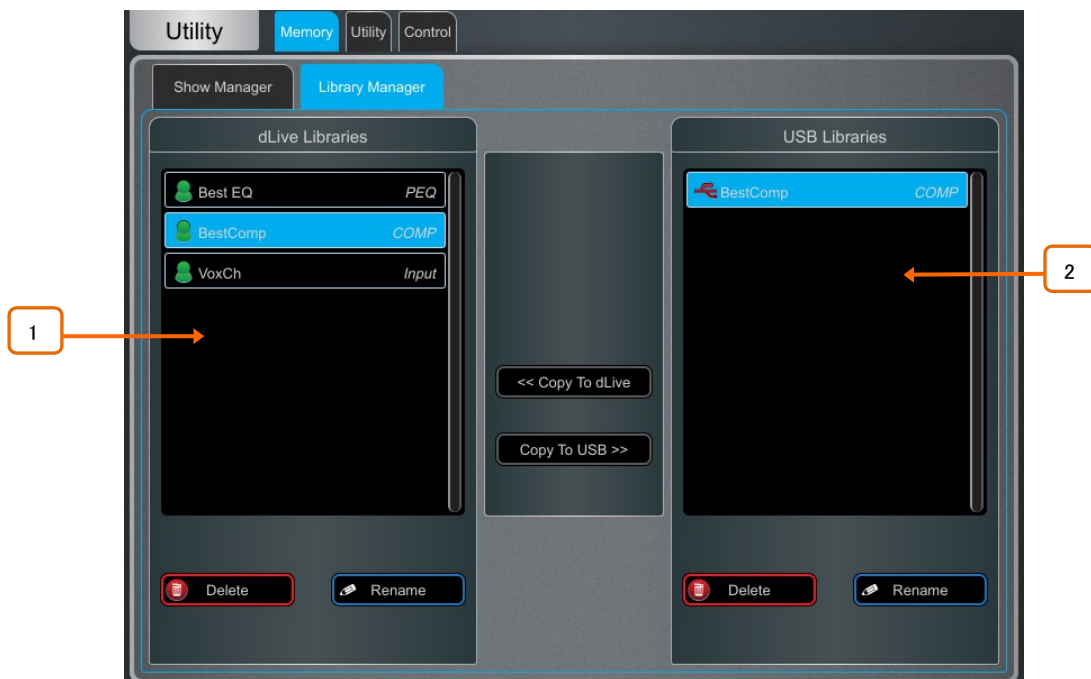 Utility Memory Utility Control
Show Manager Library Manager
dLive Libraries USB Libraries
Best EQ PEQ BestComp COMP
BestComp COMP
VoxCh Input
2
1
<< Copy To dLive
Copy To USB >>
Delete Rename Delete Rename